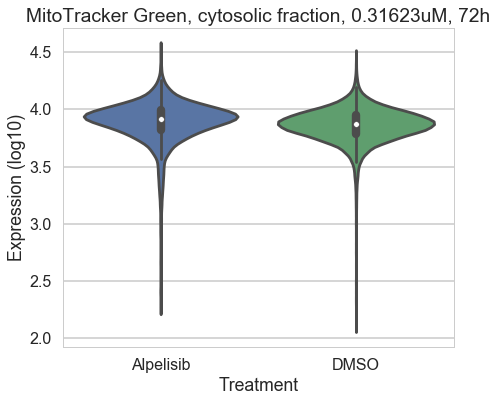 MitoTracker Green, cytosolic fraction, 0.31623uM, 72h
4.5
4.0
3.5
3.0
2.5
2.0
Expression (log10)
Alpelisib DMSO
Treatment